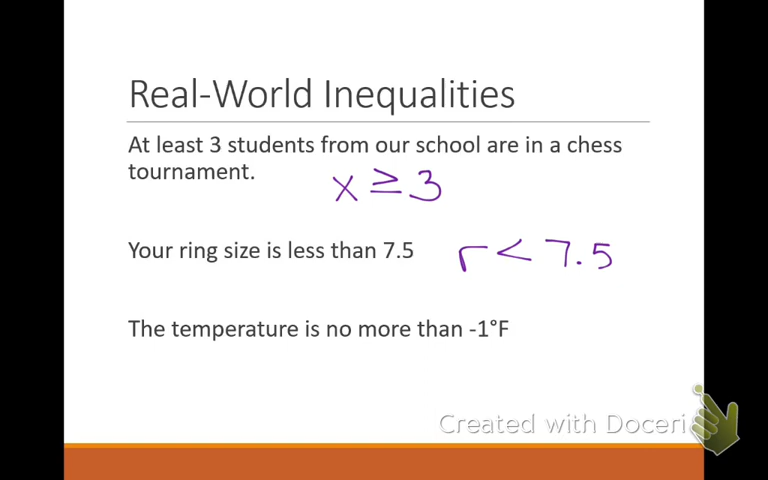 Real-World Inequalities
At least 3 students from our school are in a chess
tournament.
x ≥ 3
Your ring size is less than 7.5
r < 7.5
The temperature is no more than -1°F
Created with Doceri